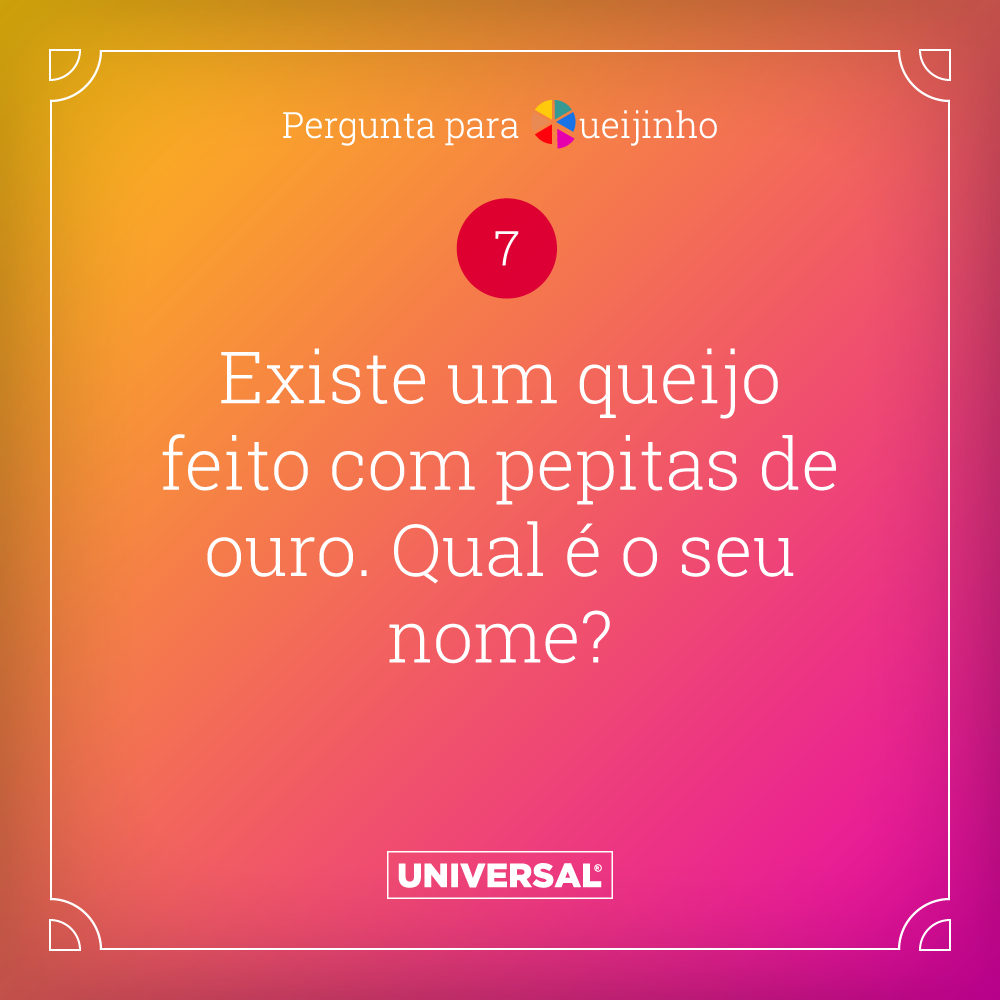 Pergunta para Queijinho
7
Existe um queijo
feito com pepitas de
ouro. Qual é o seu
nome?
UNIVERSAL®